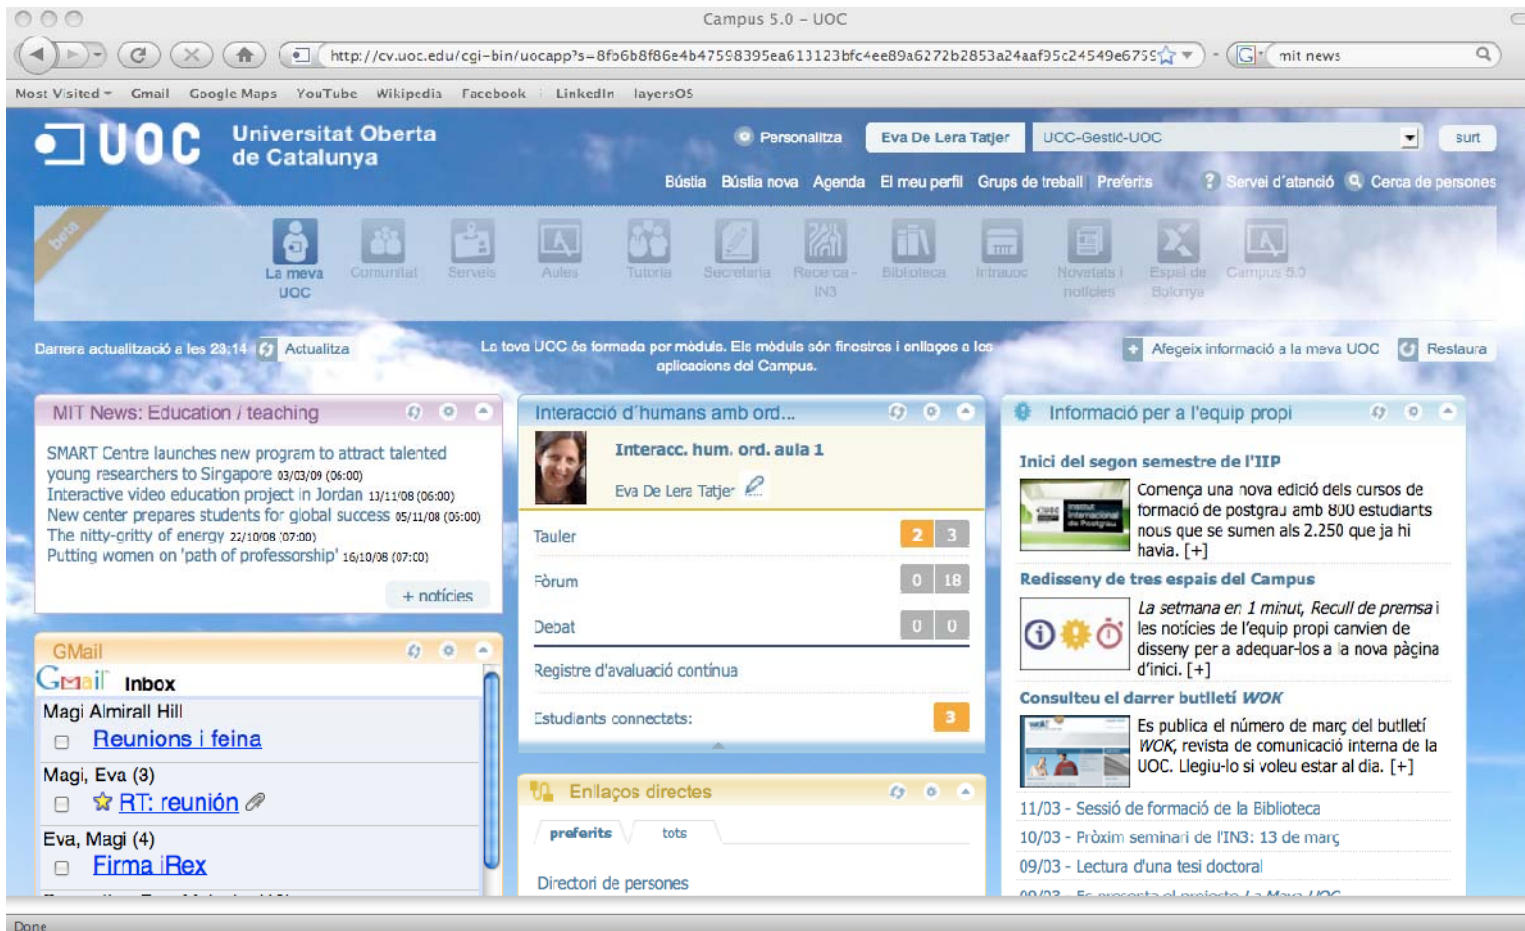 Campus 5.0 – UOC
http://cv.uoc.edu/cgi-bin/uocapp?s=8fb6b8f86e4b47598395ea613123bfc4ee89a6272b2853a24aaf95c24549e6759
mit news
Most Visited
Gmail
Google Maps
YouTube
Wikipedia
Facebook
LinkedIn
layersOS
UOC
Universitat Oberta
de Catalunya
Personalitza
Eva De Lera Tatjer
UOC-Gestió-UOC
surt
Bústia
Bústia nova
Agenda
El meu perfil
Grups de treball
Preferits
Servei d´atenció
Cerca de persones
beta
La meva
UOC
Comunitat
Serveis
Aules
Tutoria
Secretaria
Recerca -
IN3
Biblioteca
Intrauoc
Novetats i
notícies
Espai de
Bolonya
Campus 5.0
Darrera actualització a les 23:14
Actualitza
La teva UOC és formada por mòduls. Els mòduls són finestres i enllaços a les
aplicacions del Campus.
Afegeix informació a la meva UOC
Restaura
MIT News: Education / teaching
SMART Centre launches new program to attract talented
young researchers to Singapore 03/03/09 (06:00)
Interactive video education project in Jordan 13/11/08 (06:00)
New center prepares students for global success 05/11/08 (06:00)
The nitty-gritty of energy 22/10/08 (07:00)
Putting women on 'path of professorship' 16/10/08 (07:00)
+ notícies
GMail
Gmail Inbox
Magi Almirall Hill
Reunions i feina
Magi, Eva (3)
RT: reunión
Eva, Magi (4)
Firma iRex
Interacció d´humans amb ord...
Interacc. hum. ord. aula 1
Eva De Lera Tatjer
Tauler 2 3
Fòrum 0 18
Debat 0 0
Registre d'avaluació contínua
Estudiants connectats: 3
Enllaços directes
preferits
tots
Directori de persones
Informació per a l'equip propi
Inici del segon semestre de l'IIP
UOC
Institut
Internacional
de Postgrau
Comença una nova edició dels cursos de
formació de postgrau amb 800 estudiants
nous que se sumen als 2.250 que ja hi
havia. [+]
Redisseny de tres espais del Campus
La setmana en 1 minut, Recull de premsa i
les notícies de l'equip propi canvien de
disseny per a adequar-los a la nova pàgina
d'inici. [+]
Consulteu el darrer butlletí WOK
Es publica el número de març del butlletí
WOK, revista de comunicació interna de la
UOC. Llegiu-lo si voleu estar al dia. [+]
11/03 - Sessió de formació de la Biblioteca
10/03 - Pròxim seminari de l'IN3: 13 de març
09/03 - Lectura d'una tesi doctoral
09/03 - Es presenta el projecte La Meva UOC
Done